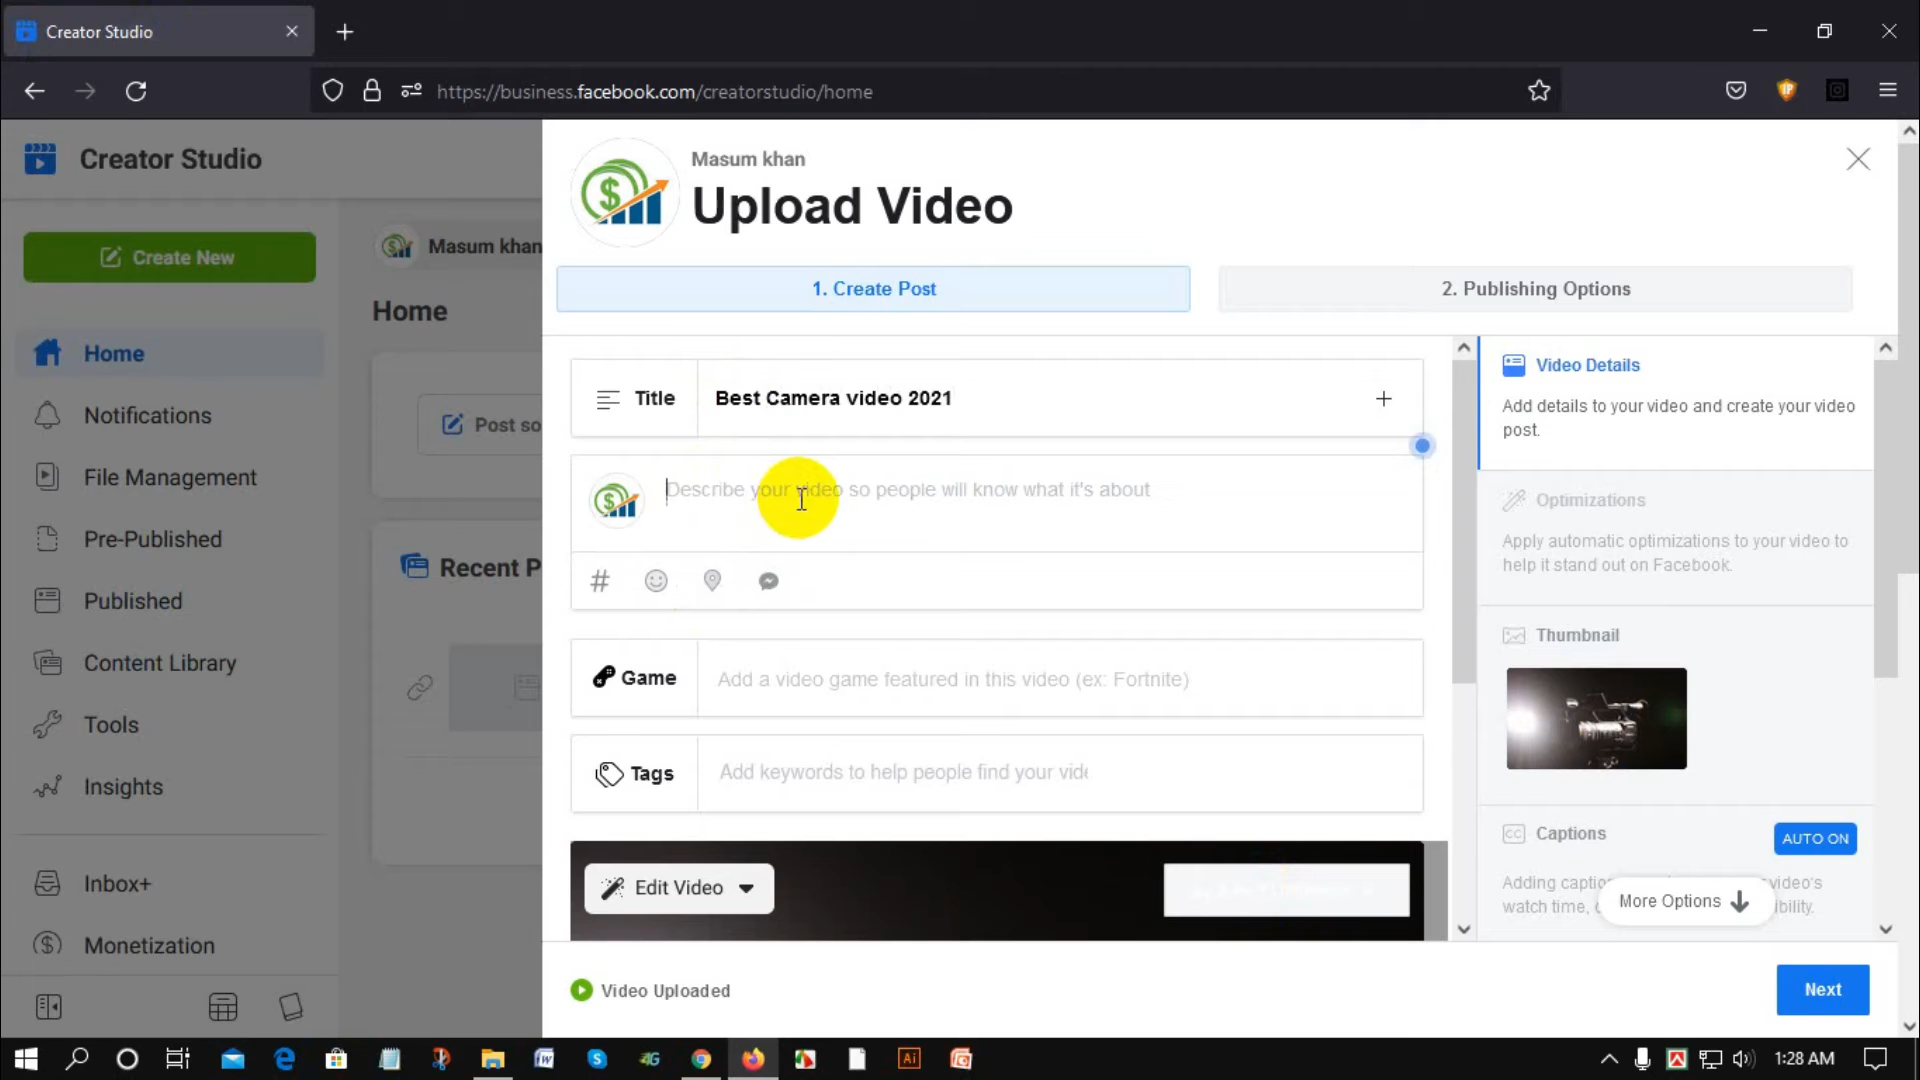 Creator Studio
https://business.facebook.com/creatorstudio/home
Creator Studio
Create New
Home
Notifications
File Management
Pre-Published
Published
Content Library
Tools
Insights
Inbox+
Monetization
Masum khan
Home
Post so
Recent P
Masum khan
Upload Video
1. Create Post
2. Publishing Options
Title
Best Camera video 2021
Describe your video so people will know what it's about
Game
Add a video game featured in this video (ex: Fortnite)
Tags
Add keywords to help people find your vide
Edit Video
Video Details
Add details to your video and create your video
post.
Optimizations
Apply automatic optimizations to your video to
help it stand out on Facebook.
Thumbnail
CC Captions
AUTO ON
Adding captio video's
watch time, ibility.
More Options
Video Uploaded
Next
1:28 AM